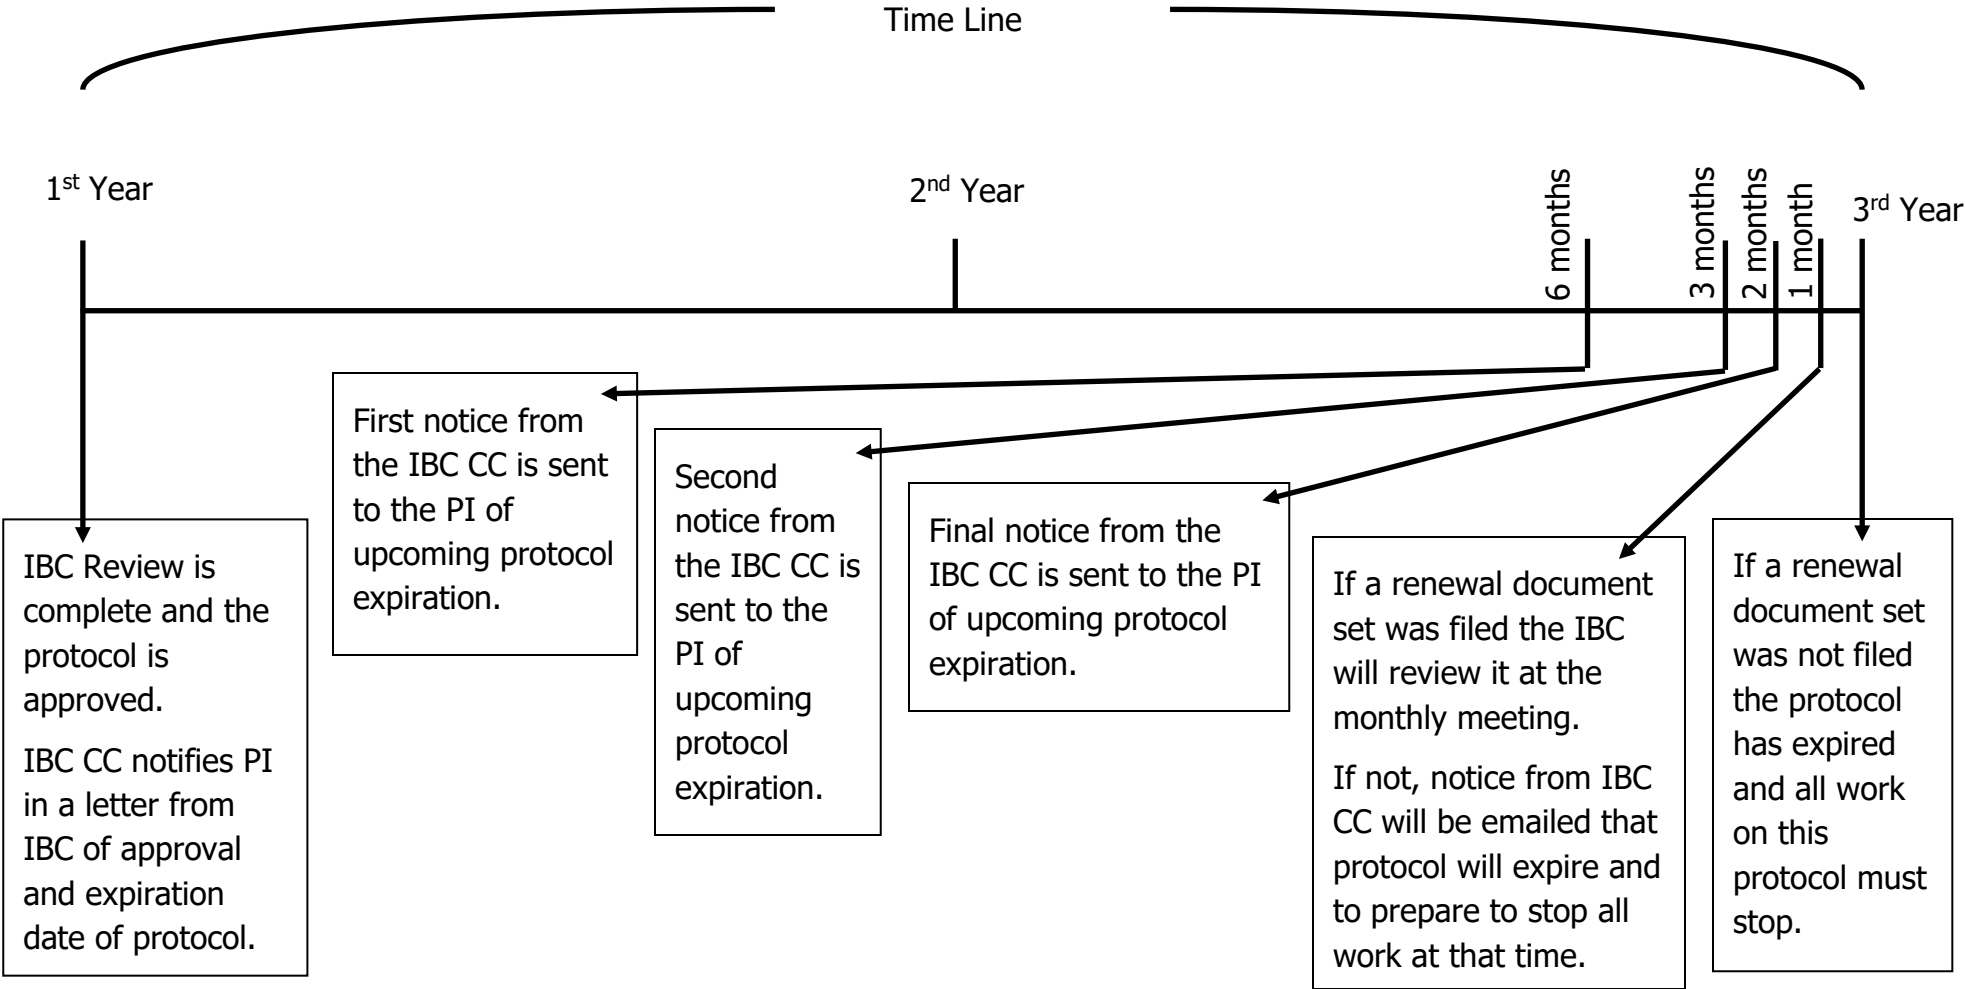 Time Line
1st Year
2nd Year
6 months
3 months
2 months
1 month
3rd Year
IBC Review is
complete and the
protocol is
approved.
IBC CC notifies PI
in a letter from
IBC of approval
and expiration
date of protocol.
First notice from
the IBC CC is sent
to the PI of
upcoming protocol
expiration.
Second
notice from
the IBC CC is
sent to the
PI of
upcoming
protocol
expiration.
Final notice from the
IBC CC is sent to the PI
of upcoming protocol
expiration.
If a renewal document
set was filed the IBC
will review it at the
monthly meeting.
If not, notice from IBC
CC will be emailed that
protocol will expire and
to prepare to stop all
work at that time.
If a renewal
document set
was not filed
the protocol
has expired
and all work
on this
protocol must
stop.